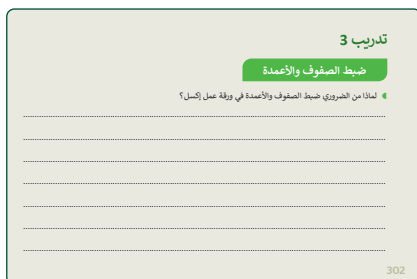 تدريب 3
ضبط الصفوف والأعمدة
لماذا من الضروري ضبط الصفوف والأعمدة في ورقة عمل إكسل؟
302